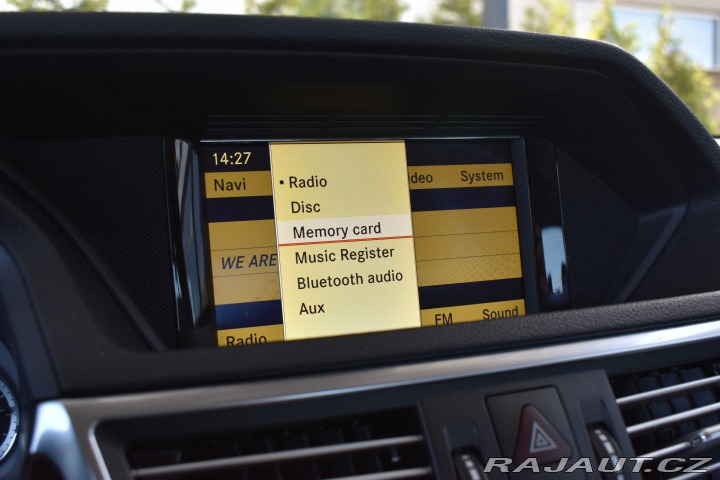 14:27
Navi
deo System
• Radio
Disc
Memory card
Music Register
Bluetooth audio
Aux
WE ARE
Radio FM Sound
RAJAUT.CZ